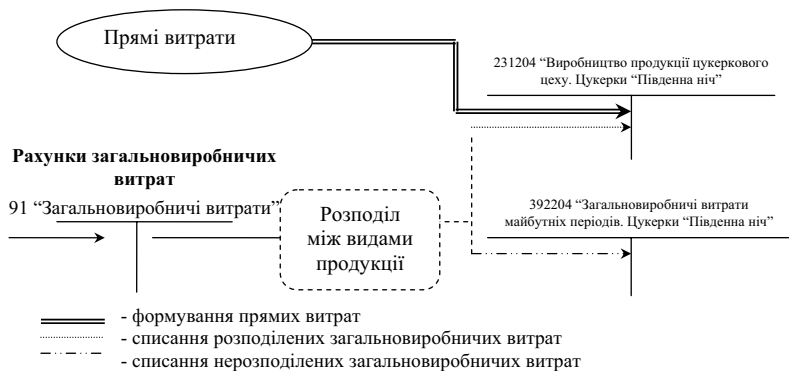 Прямі витрати
231204 “Виробництво продукції цукеркового
цеху. Цукерки “Південна ніч”
Рахунки загальновиробничих
витрат
91 “Загальновиробничі витрати”
Розподіл
між видами
продукції
392204 “Загальновиробничі витрати
майбутніх періодів. Цукерки “Південна ніч”
- формування прямих витрат
- списання розподілених загальновиробничих витрат
- списання нерозподілених загальновиробничих витрат